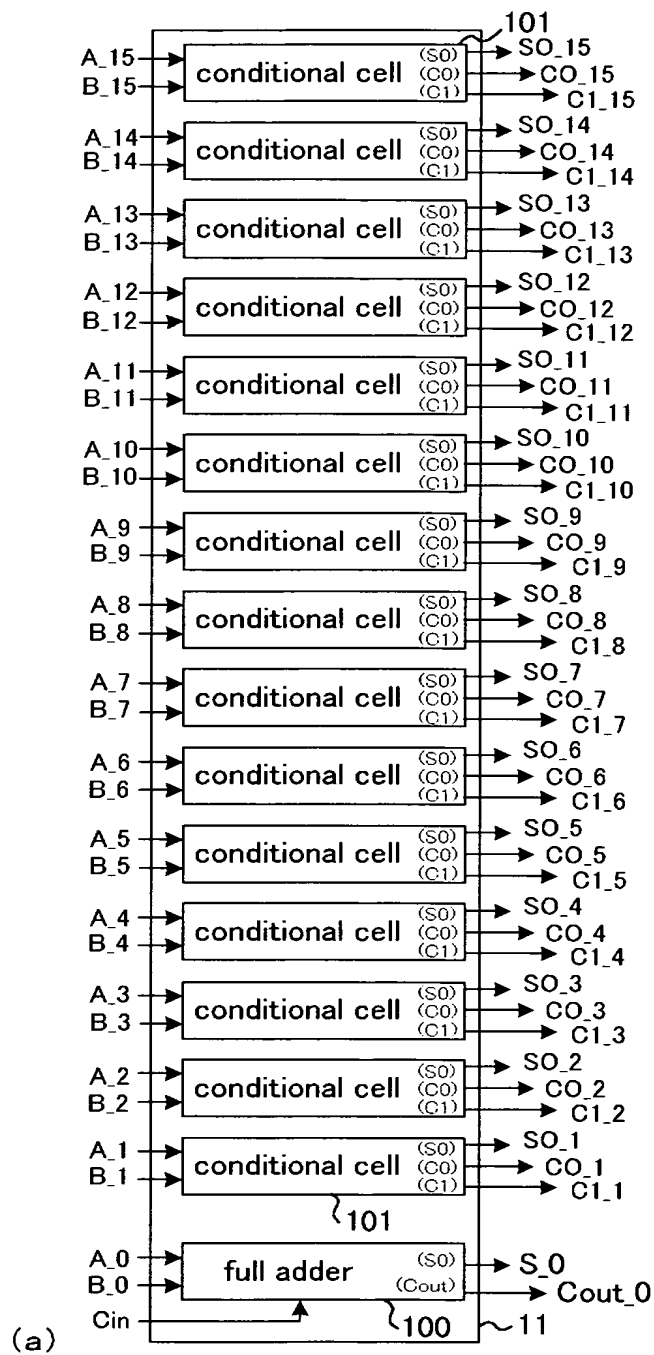 101
A_15 conditional cell (S0) SO_15
B_15 (C0) CO_15
(C1) C1_15
A_14 conditional cell (S0) SO_14
B_14 (C0) CO_14
(C1) C1_14
A_13 conditional cell (S0) SO_13
B_13 (C0) CO_13
(C1) C1_13
A_12 conditional cell (S0) SO_12
B_12 (C0) CO_12
(C1) C1_12
A_11 conditional cell (S0) SO_11
B_11 (C0) CO_11
(C1) C1_11
A_10 conditional cell (S0) SO_10
B_10 (C0) CO_10
(C1) C1_10
A_9 conditional cell (S0) SO_9
B_9 (C0) CO_9
(C1) C1_9
A_8 conditional cell (S0) SO_8
B_8 (C0) CO_8
(C1) C1_8
A_7 conditional cell (S0) SO_7
B_7 (C0) CO_7
(C1) C1_7
A_6 conditional cell (S0) SO_6
B_6 (C0) CO_6
(C1) C1_6
A_5 conditional cell (S0) SO_5
B_5 (C0) CO_5
(C1) C1_5
A_4 conditional cell (S0) SO_4
B_4 (C0) CO_4
(C1) C1_4
A_3 conditional cell (S0) SO_3
B_3 (C0) CO_3
(C1) C1_3
A_2 conditional cell (S0) SO_2
B_2 (C0) CO_2
(C1) C1_2
A_1 conditional cell (S0) SO_1
B_1 (C0) CO_1
(C1) C1_1
101
A_0 full adder (S0) S_0
B_0 (Cout) Cout_0
Cin 100 11
(a)